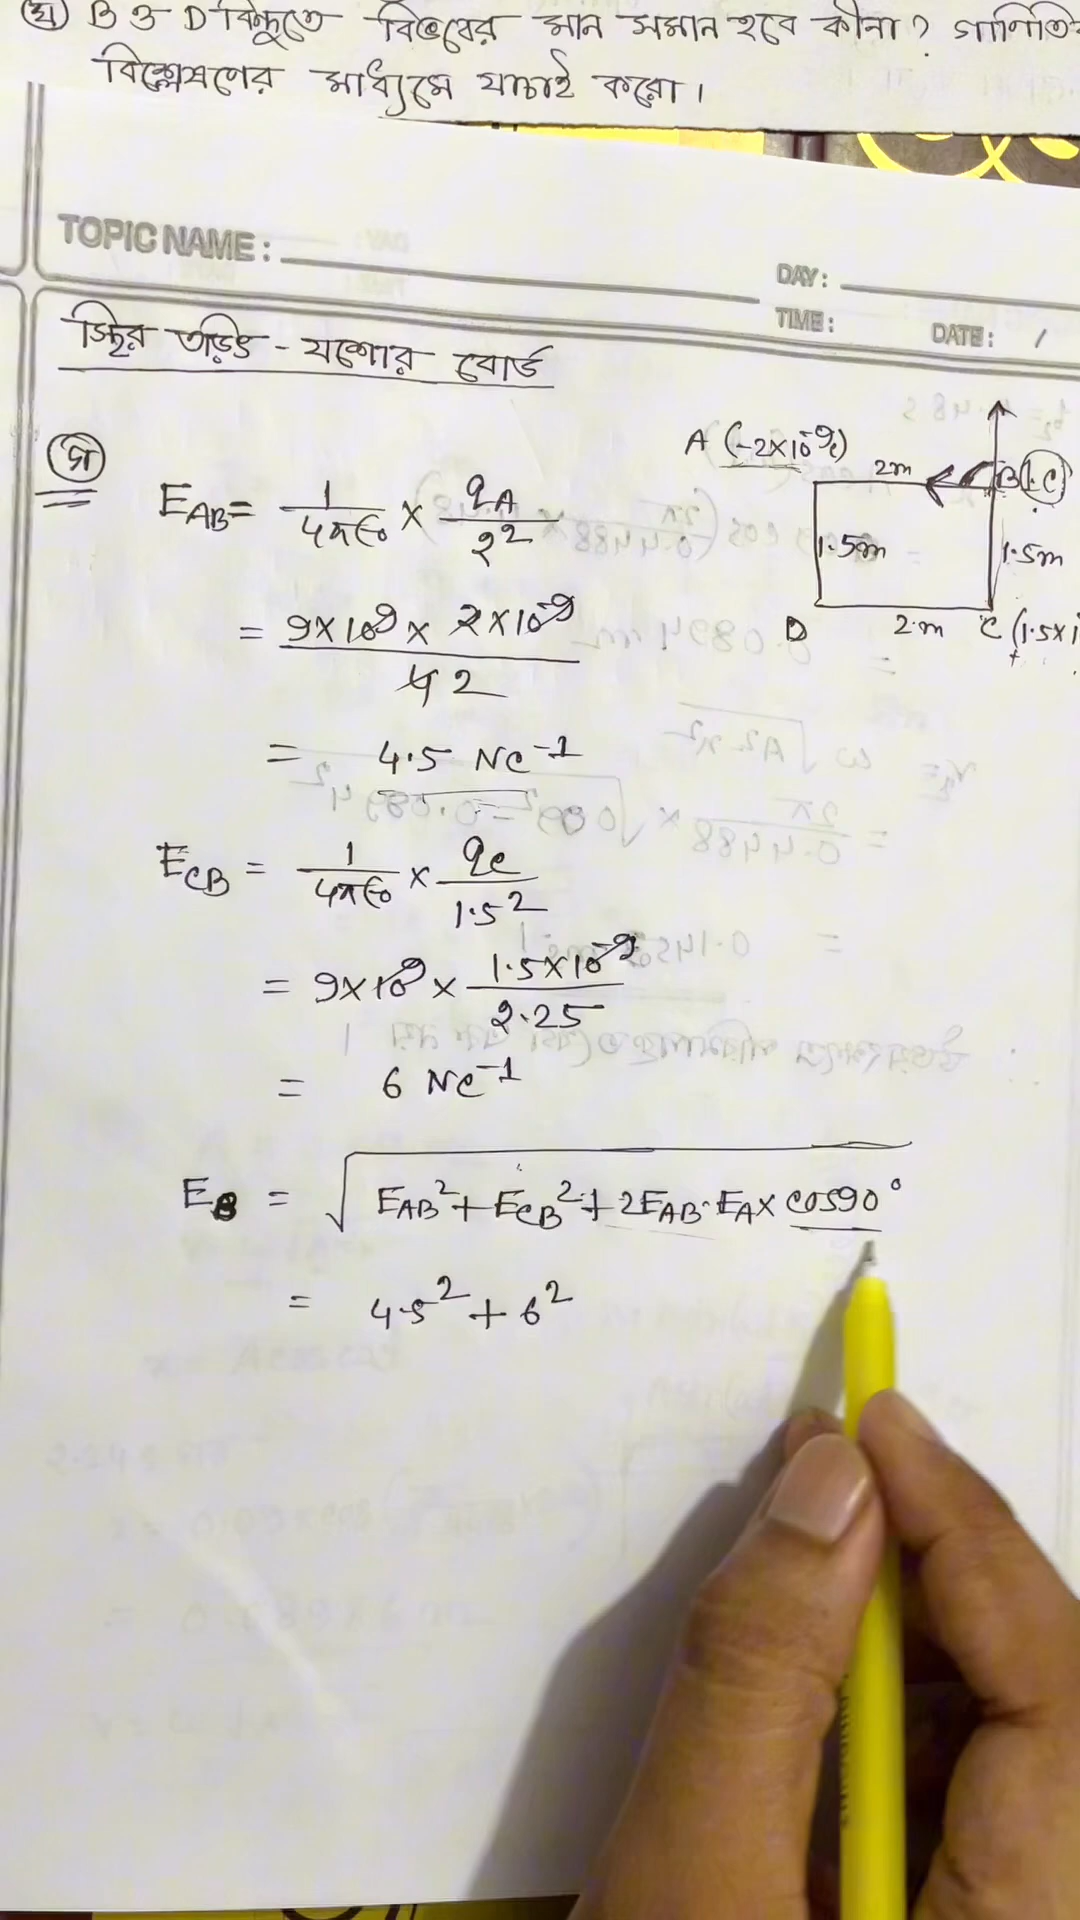 (ঘ) B ও D বিন্দুতে বিভবের মান সমান হবে কীনা? গাণিতি
বিশ্লেষণের মাধ্যমে যাচাই করো।
TOPIC NAME :
DAY :
TIME :
DATE : /
স্থির তড়িৎ - যশোর বোর্ড
(গ)
A (-2×10⁻⁹C)
2m
B (1C)
1.5m
1.5m
D
2m
C (1.5×1
+
E_AB = 1/4πϵ₀ × q_A/2²
= 9×10⁹ × 2×10⁻⁹ / 4 2
= 4.5 NC⁻¹
E_CB = 1/4πϵ₀ × q_C/1.5²
= 9×10⁹ × 1.5×10⁻⁹/2.25
= 6 NC⁻¹
E_B = √(E_AB² + E_CB² + 2E_AB·E_A × cos90°)
= 4.5² + 6²